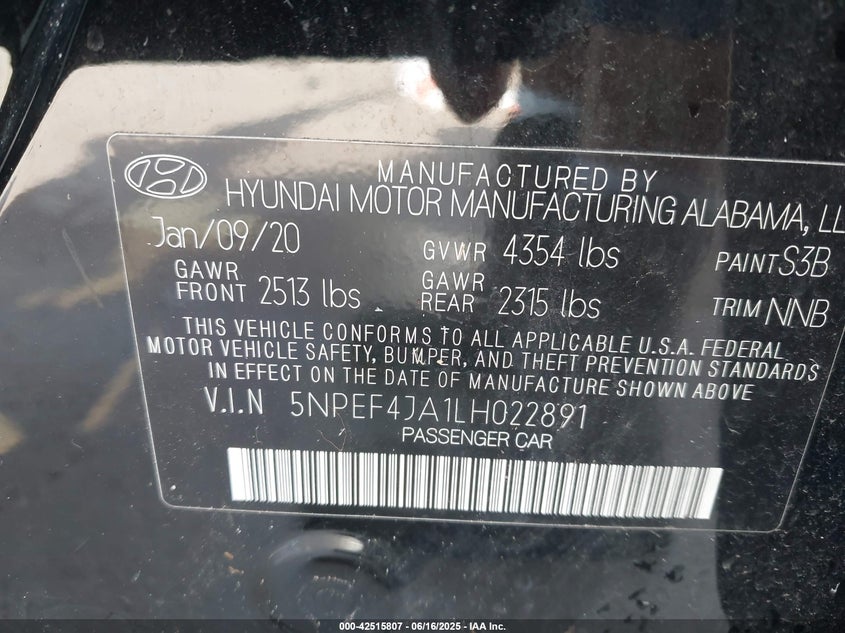 MANUFACTURED BY
HYUNDAI MOTOR MANUFACTURING ALABAMA, LL
Jan/09/20 GVWR 4354 lbs PAINT S3B
GAWR FRONT 2513 lbs GAWR REAR 2315 lbs TRIM NNB
THIS VEHICLE CONFORMS TO ALL APPLICABLE U.S.A. FEDERAL
MOTOR VEHICLE SAFETY, BUMPER, AND THEFT PREVENTION STANDARDS
IN EFFECT ON THE DATE OF MANUFACTURE SHOWN ABOVE
V.I.N 5NPEF4JA1LH022891
PASSENGER CAR
000-42515807 - 06/16/2025 - IAA Inc.